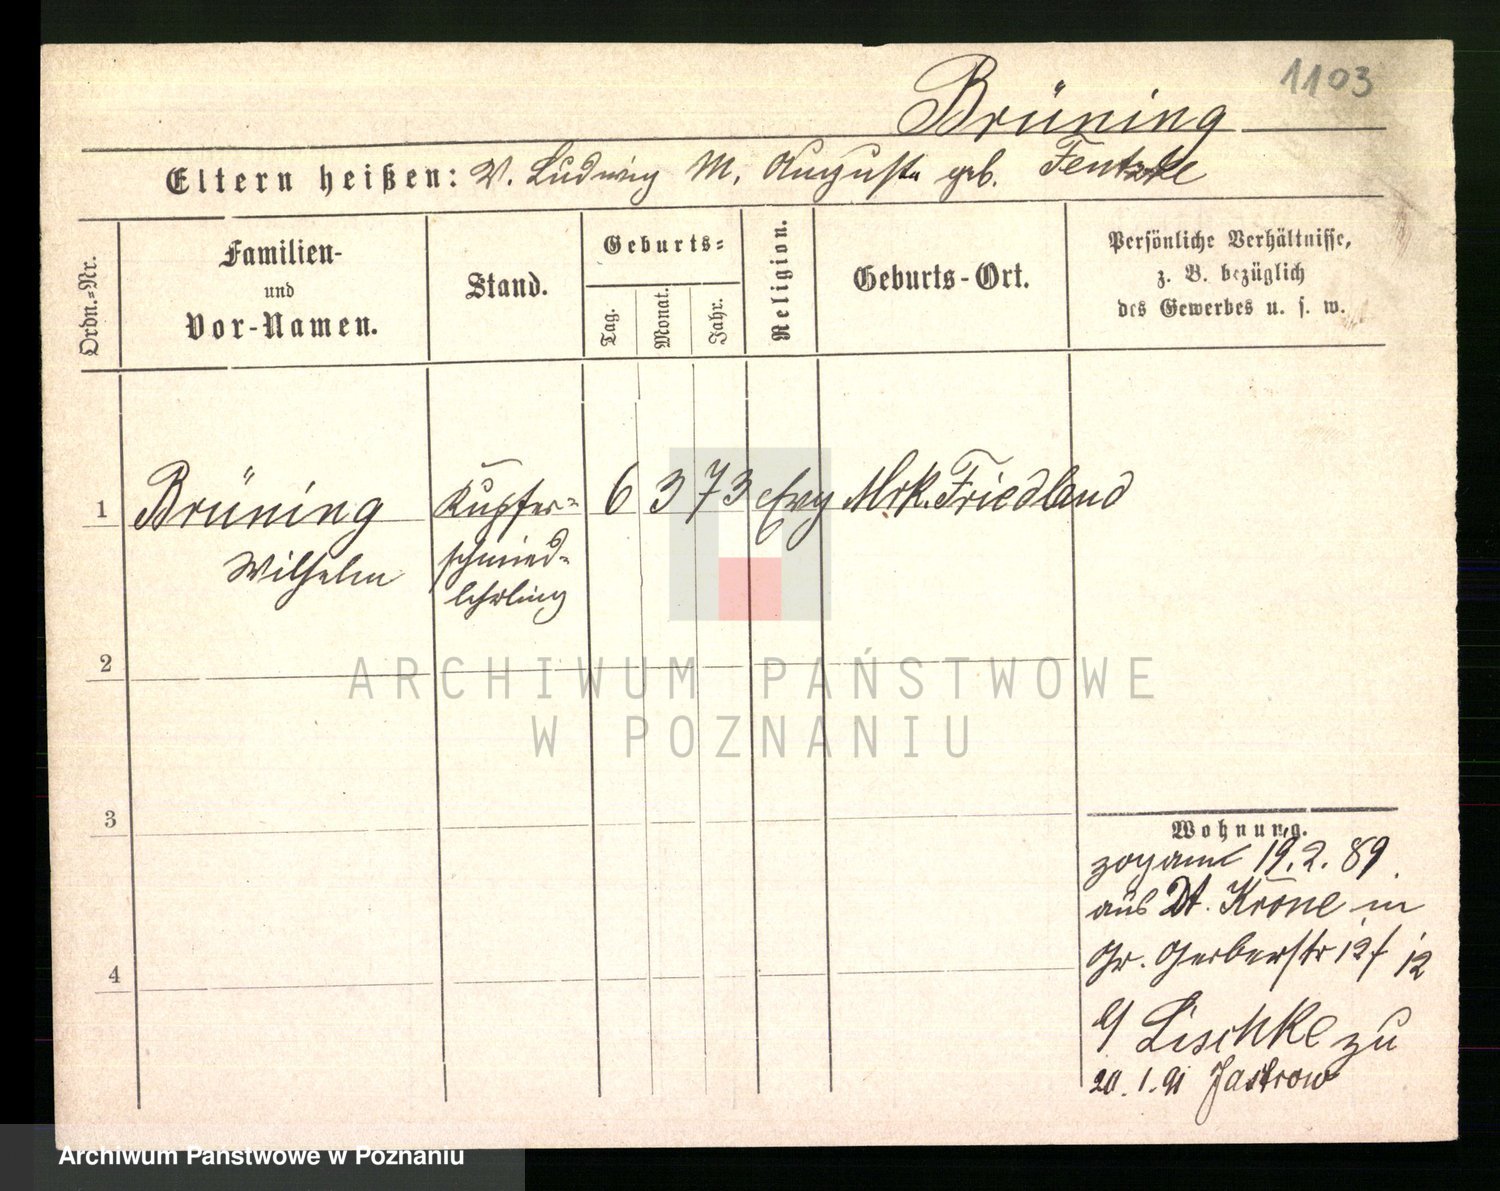 1103
Brüning
Eltern heißen: V. Ludwig M. Auguste geb. Fentzke
Ordn.-Nr.
Familien-
und
Vor-Namen.
Stand.
Geburts-
Tag.
Monat.
Jahr.
Religion.
Geburts-Ort.
Persönliche Verhältnisse,
z. B. bezüglich
des Gewerbes u. s. w.
1 Brüning Kupfer- 6 3 73 Evg Mrk. Friedland
Wilhelm schmied-
lehrling
2
3
4
Wohnung.
19.2.89
aus Dt. Krone in
Gr. Gerberstr 12 f 12
Lischke zu
20.1.91 Jastrow
ARCHIWUM PAŃSTWOWE
W POZNANIU
Archiwum Państwowe w Poznaniu